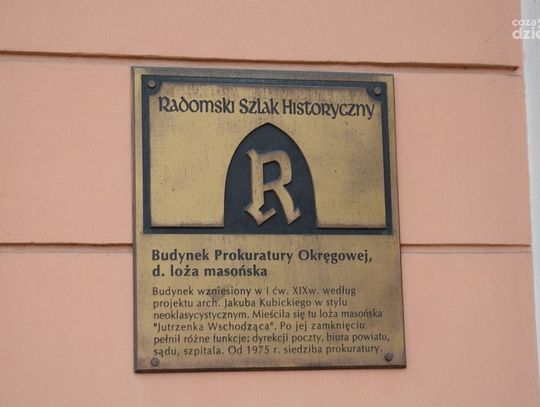 coza
dzie
Radomski Szlak Historyczny
R
Budynek Prokuratury Okręgowej,
d. loża masońska
Budynek wzniesiony w I ćw. XIXw. według
projektu arch. Jakuba Kubickiego w stylu
neoklasycystycznym. Mieściła się tu loża masońska
"Jutrzenka Wschodząca". Po jej zamknięciu
pełnił różne funkcje: dyrekcji poczty, biura powiatu,
sądu, szpitala. Od 1975 r. siedziba prokuratury.